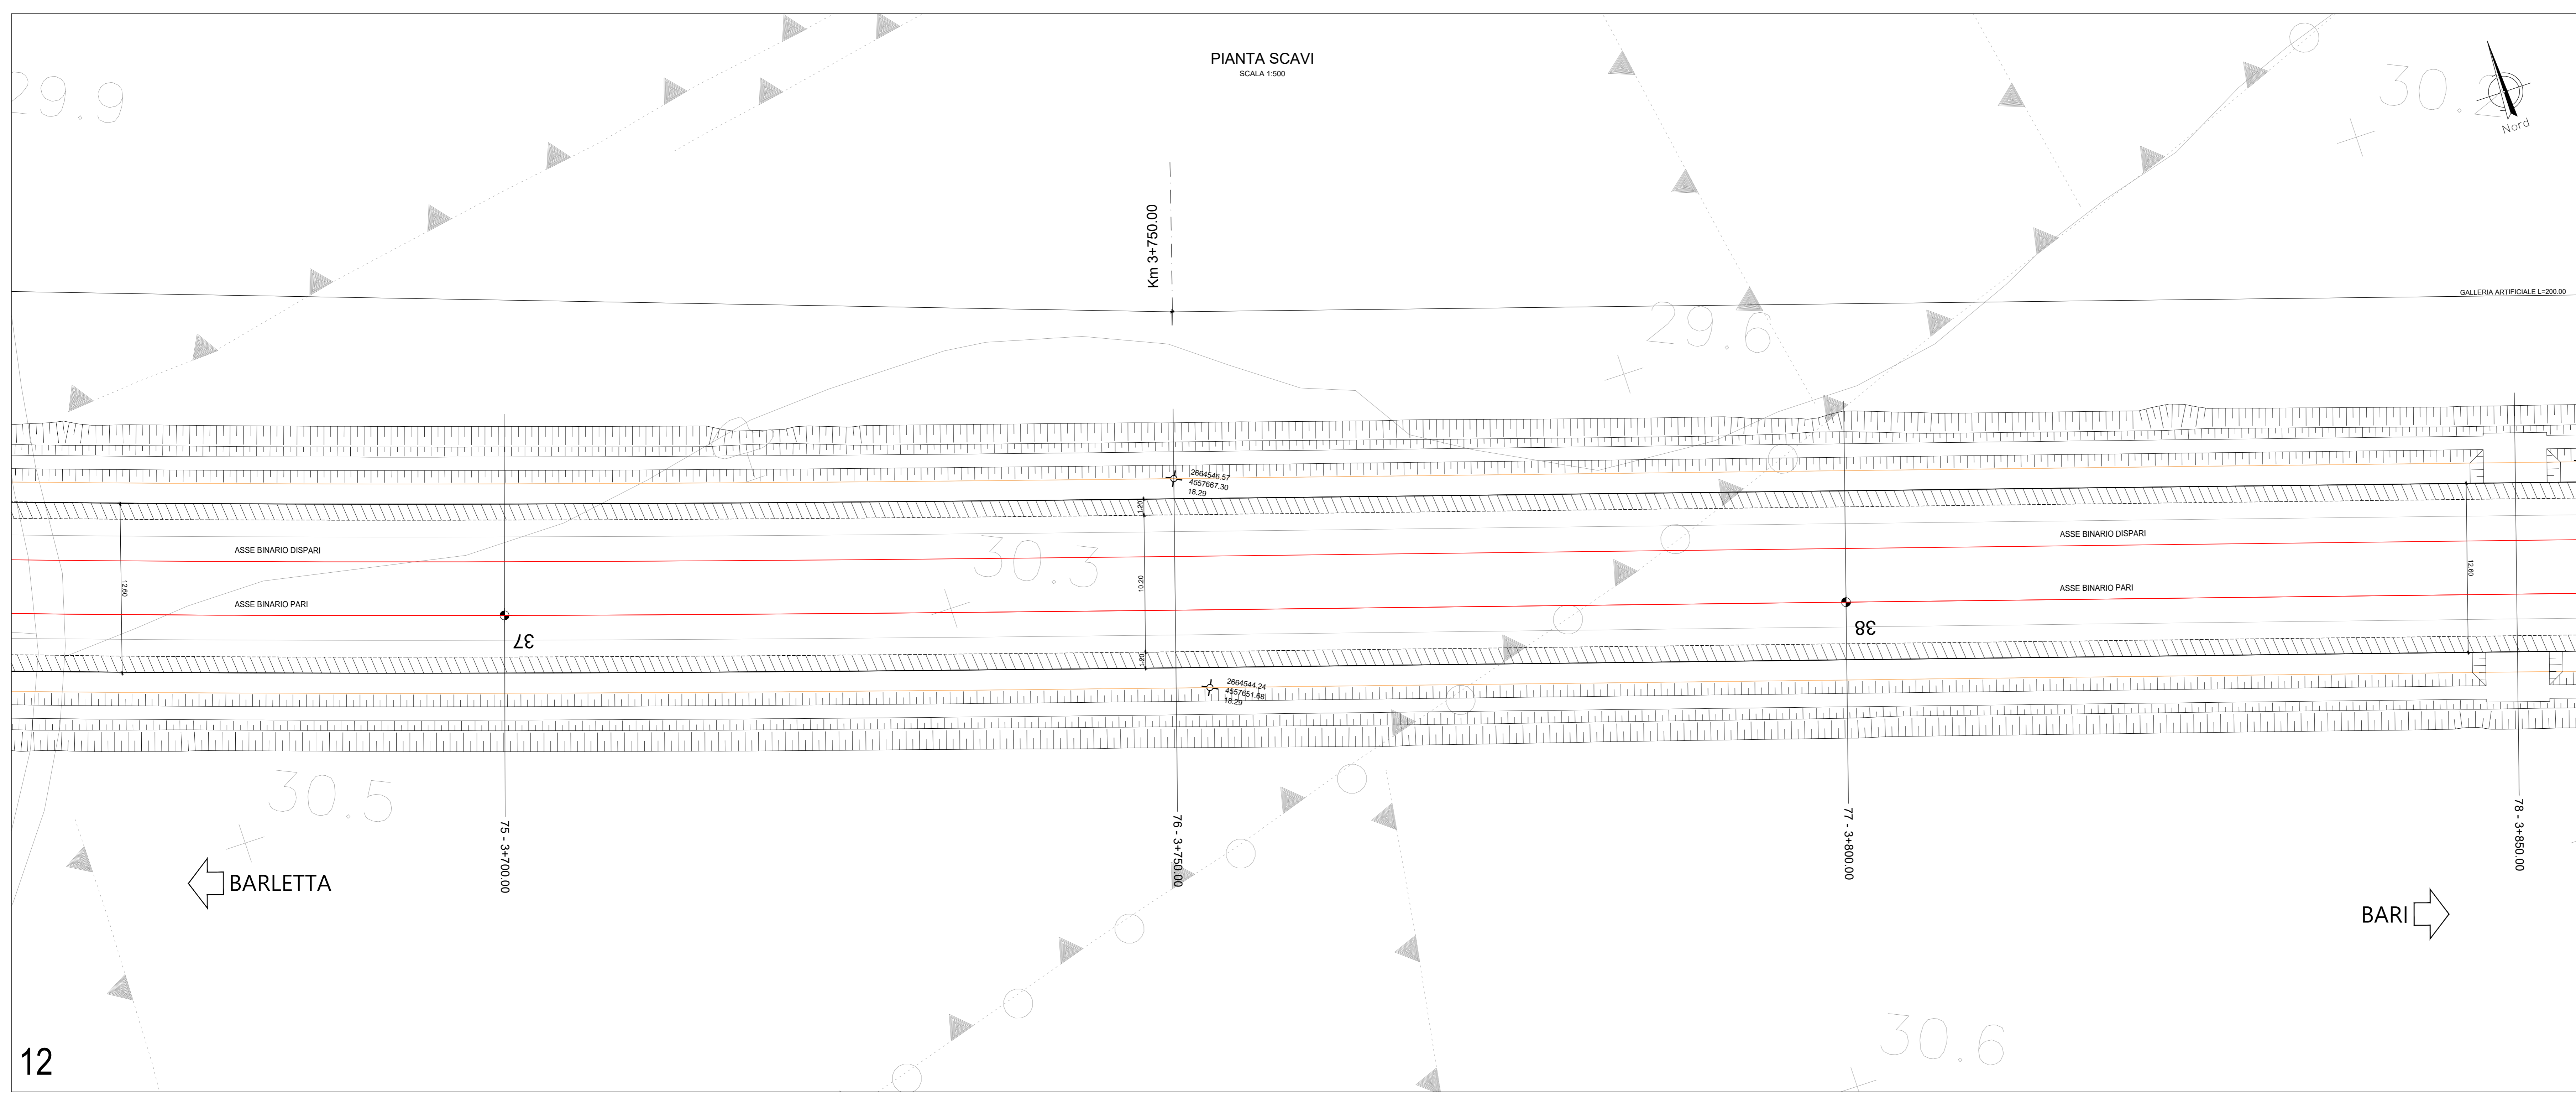 PIANTA SCAVI
SCALA 1:500
29.9
30.2
Nord
Km 3+750.00
GALLERIA ARTIFICIALE L=200.00
29.6
2664546.57
4557667.30
18.29
1.20
ASSE BINARIO DISPARI
ASSE BINARIO DISPARI
30.3
12.60
10.20
12.60
ASSE BINARIO PARI
ASSE BINARIO PARI
37
38
1.20
2664544.24
4557651.68
18.29
30.5
75 - 3+700.00
76 - 3+750.00
77 - 3+800.00
78 - 3+850.00
BARLETTA
BARI
30.6
12